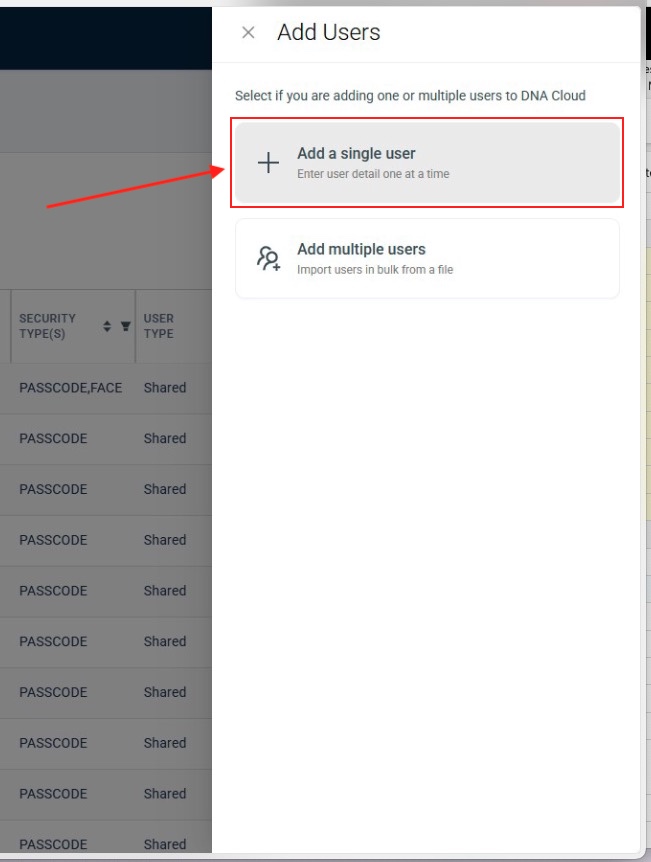 Add Users
Select if you are adding one or multiple users to DNA Cloud
Add a single user
Enter user detail one at a time
Add multiple users
Import users in bulk from a file
SECURITY
TYPE(S)
USER
TYPE
PASSCODE,FACE Shared
PASSCODE Shared
PASSCODE Shared
PASSCODE Shared
PASSCODE Shared
PASSCODE Shared
PASSCODE Shared
PASSCODE Shared
PASSCODE Shared
PASSCODE Shared